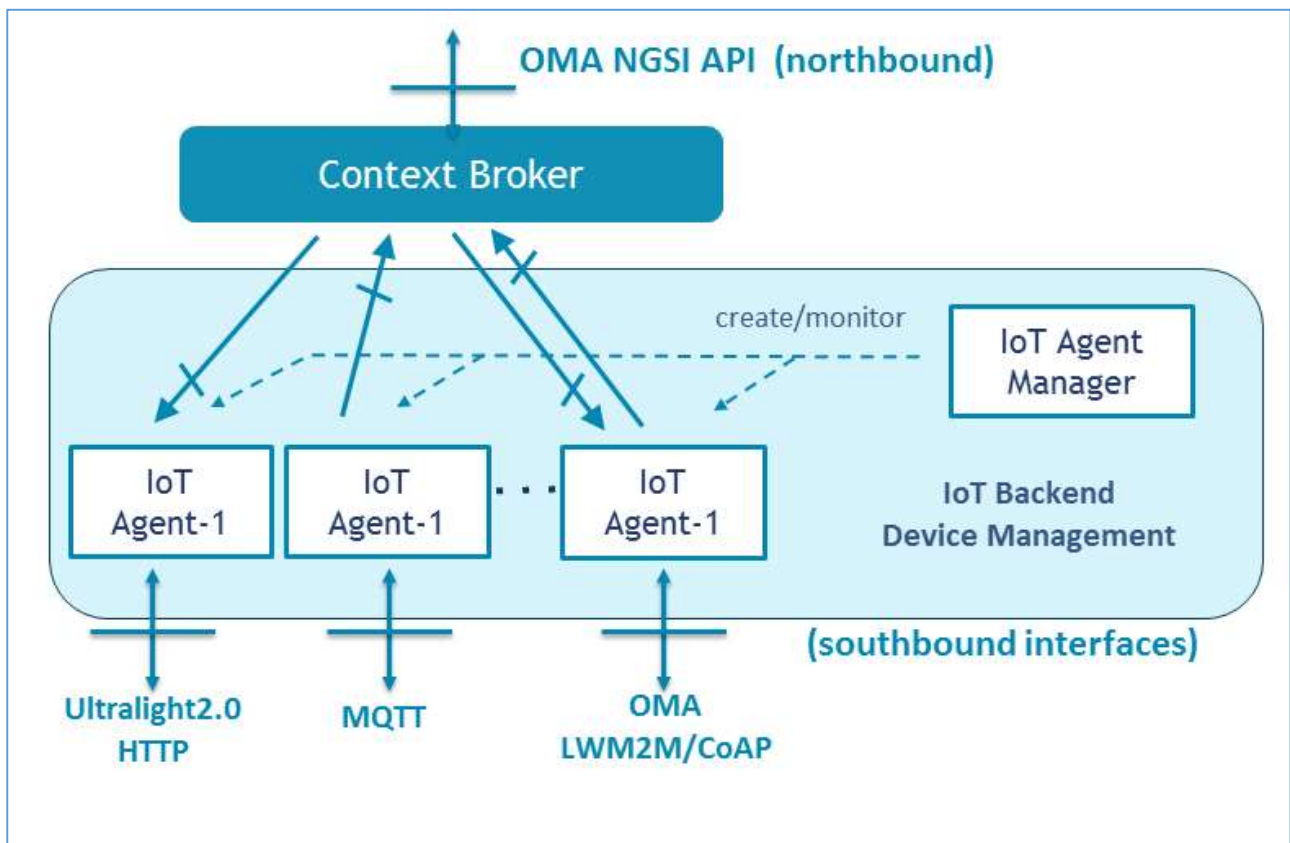 OMA NGSI API (northbound)
Context Broker
create/monitor
IoT Agent
Manager
IoT
Agent-1
IoT
Agent-1
. . .
IoT
Agent-1
IoT Backend
Device Management
(southbound interfaces)
Ultralight2.0
HTTP
MQTT
OMA
LWM2M/CoAP